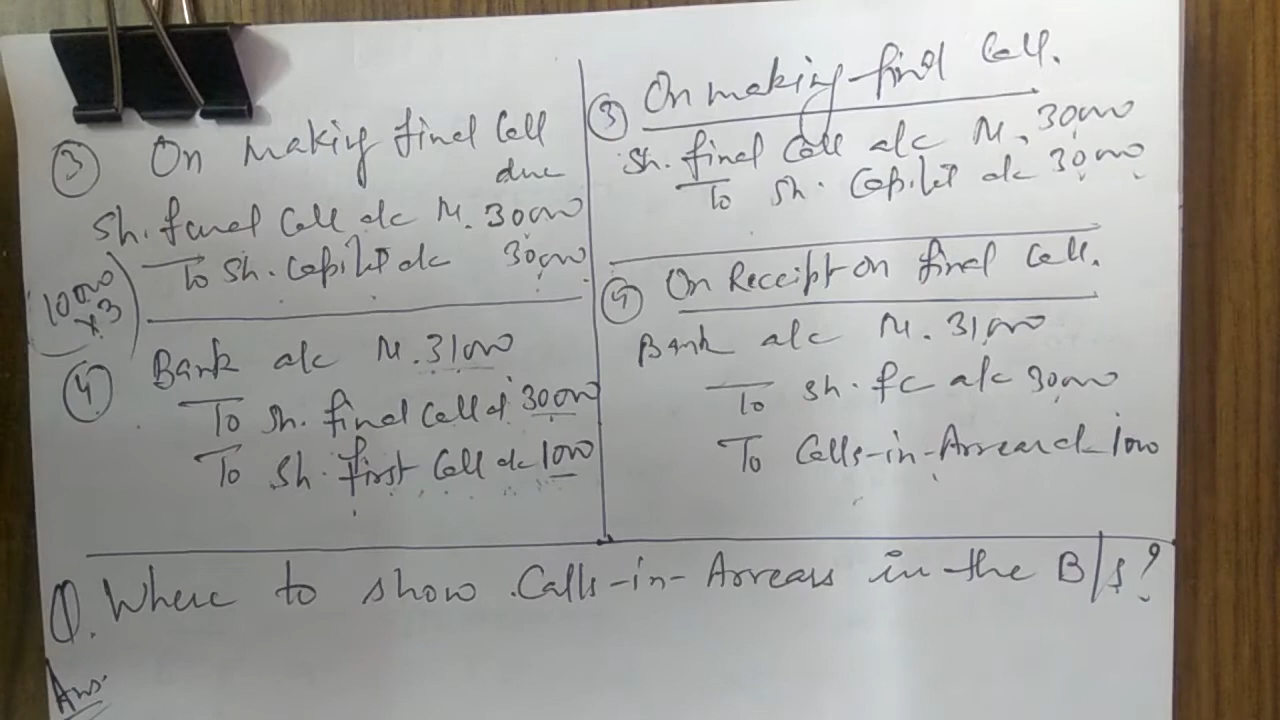 ③ On Making final Call
due
Sh. final Call a/c Dr. 30000
To Sh. Capital a/c 30000
10000
x3
④ Bank a/c Dr. 31000
To Sh. final Call a/c 30000
To Sh. first Call a/c 1000
③ On making final Call.
Sh. final Call a/c Dr. 30000
To Sh. Capital a/c 30000
④ On Receipt on final Call.
Bank a/c Dr. 31000
To Sh. fc a/c 30000
To Calls-in-Arrear a/c 1000
Q. Where to show Calls-in-Arrears in the B/S?
Ans.